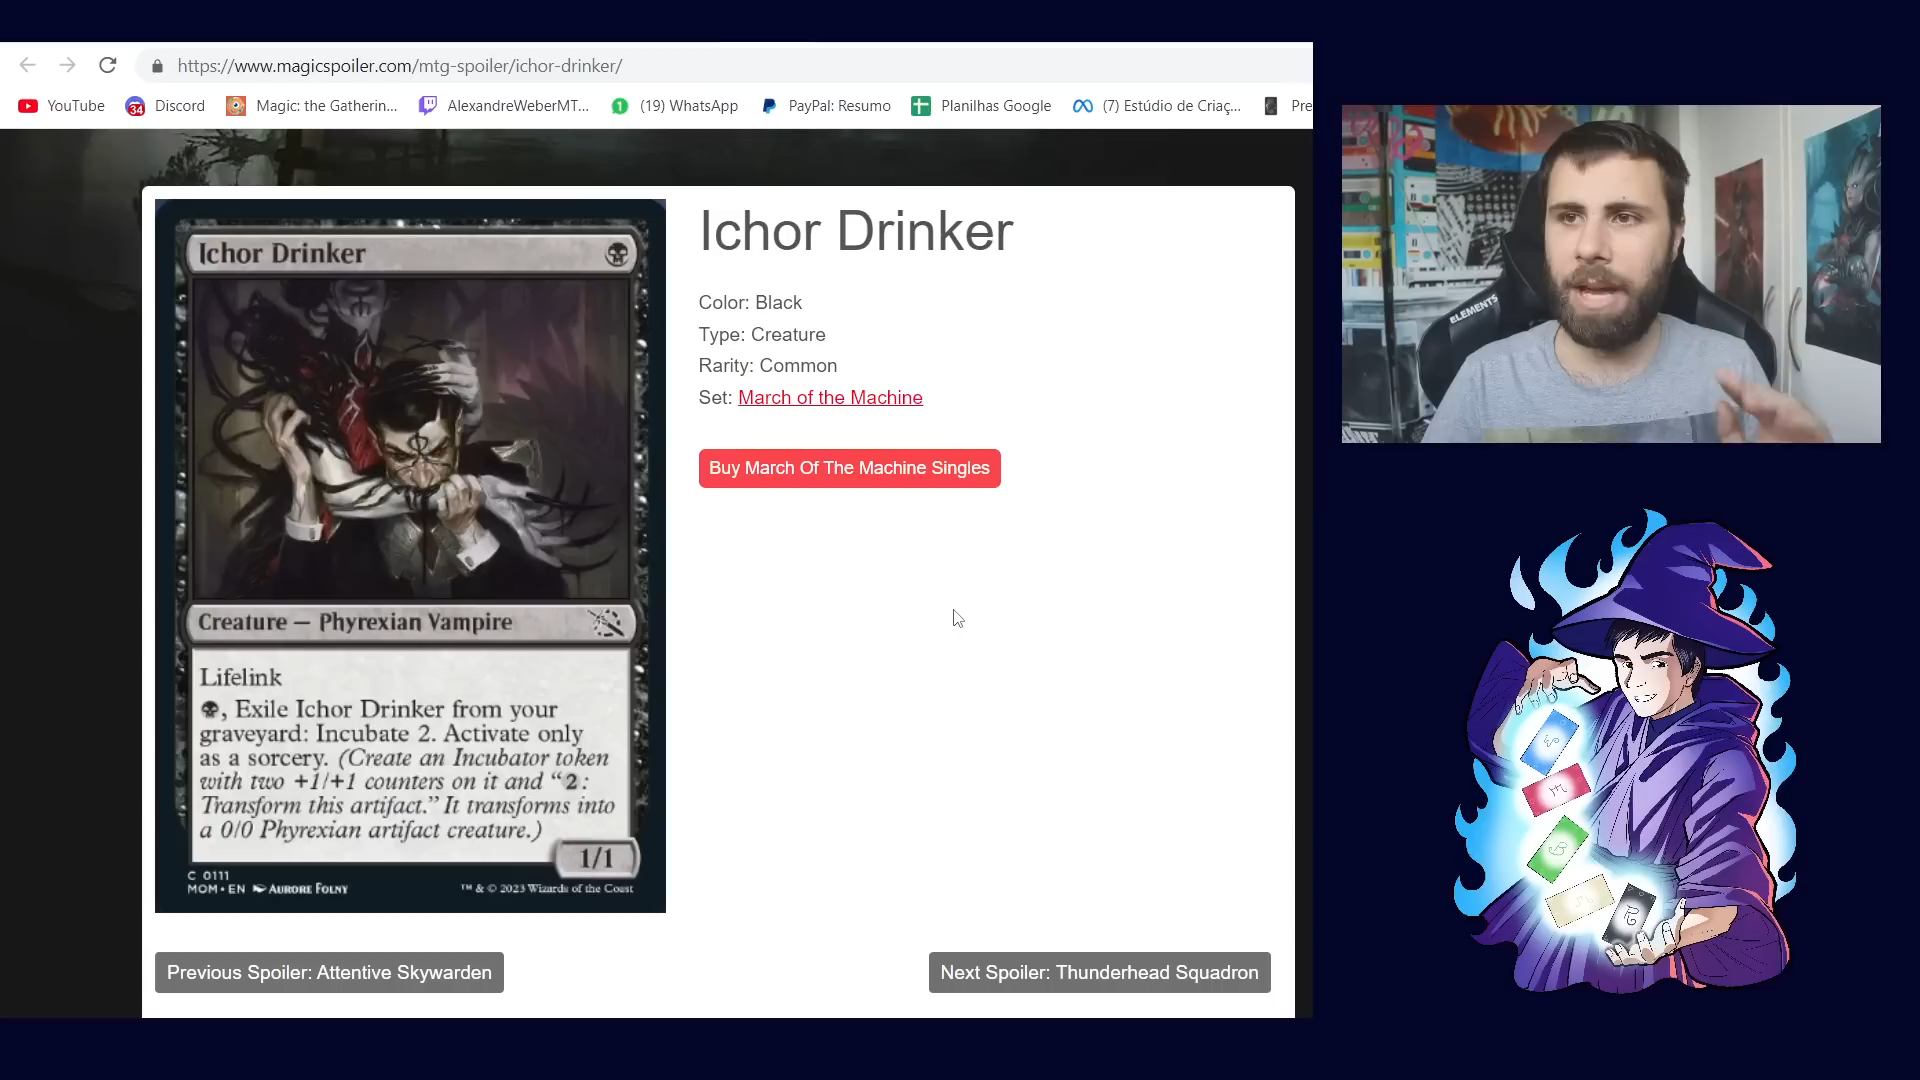 https://www.magicspoiler.com/mtg-spoiler/ichor-drinker/
YouTube
34
Discord
Magic: the Gatherin...
AlexandreWeberMT...
1
(19) WhatsApp
PayPal: Resumo
Planilhas Google
(7) Estúdio de Criaç...
Pre
Ichor Drinker
Creature — Phyrexian Vampire
Lifelink
, Exile Ichor Drinker from your
graveyard: Incubate 2. Activate only
as a sorcery. (Create an Incubator token
with two +1/+1 counters on it and “2:
Transform this artifact.” It transforms into
a 0/0 Phyrexian artifact creature.)
1/1
C 0111
MOM • EN AURORE FOLNY
™ & © 2023 Wizards of the Coast
Ichor Drinker
Color: Black
Type: Creature
Rarity: Common
Set: March of the Machine
Buy March Of The Machine Singles
Previous Spoiler: Attentive Skywarden
Next Spoiler: Thunderhead Squadron
ELEMENTS